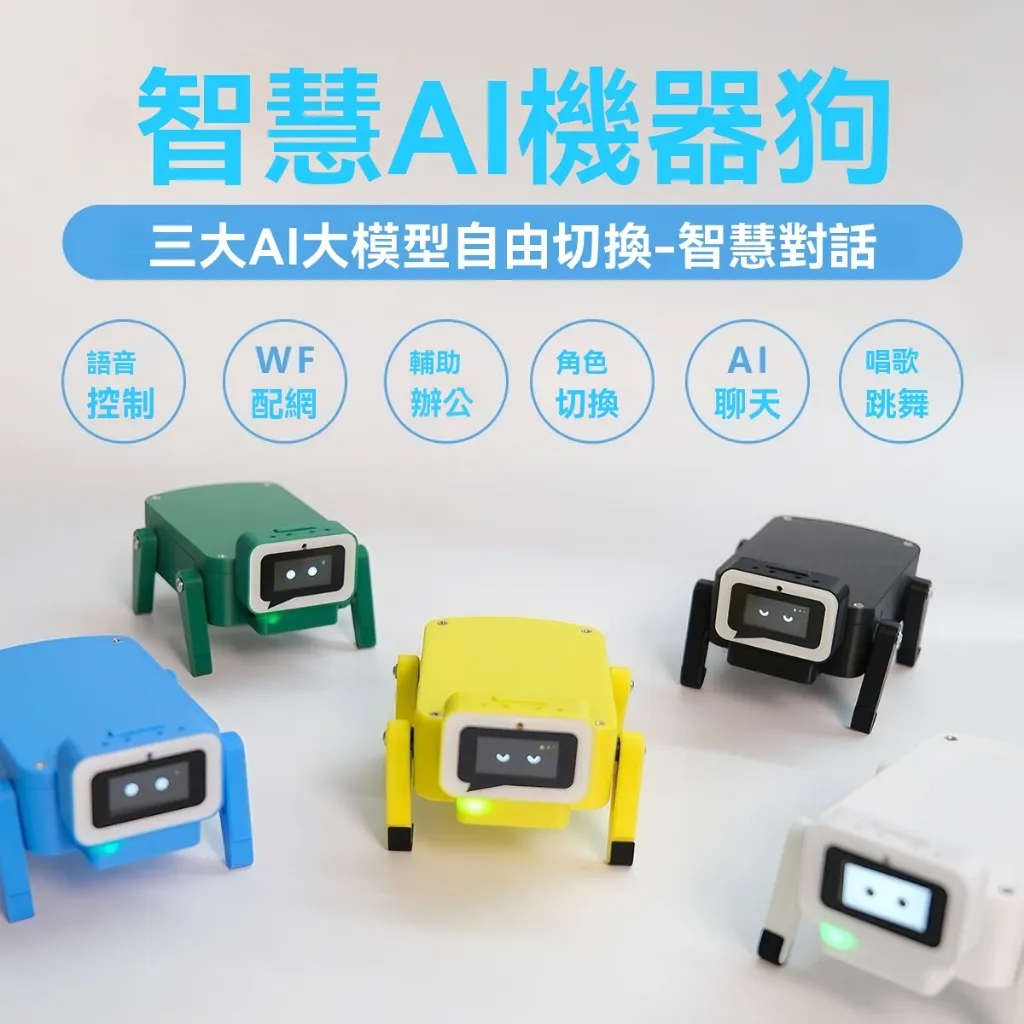 智慧AI機器狗
三大AI大模型自由切換-智慧對話
語音
控制
WF
配網
輔助
辦公
角色
切換
AI
聊天
唱歌
跳舞